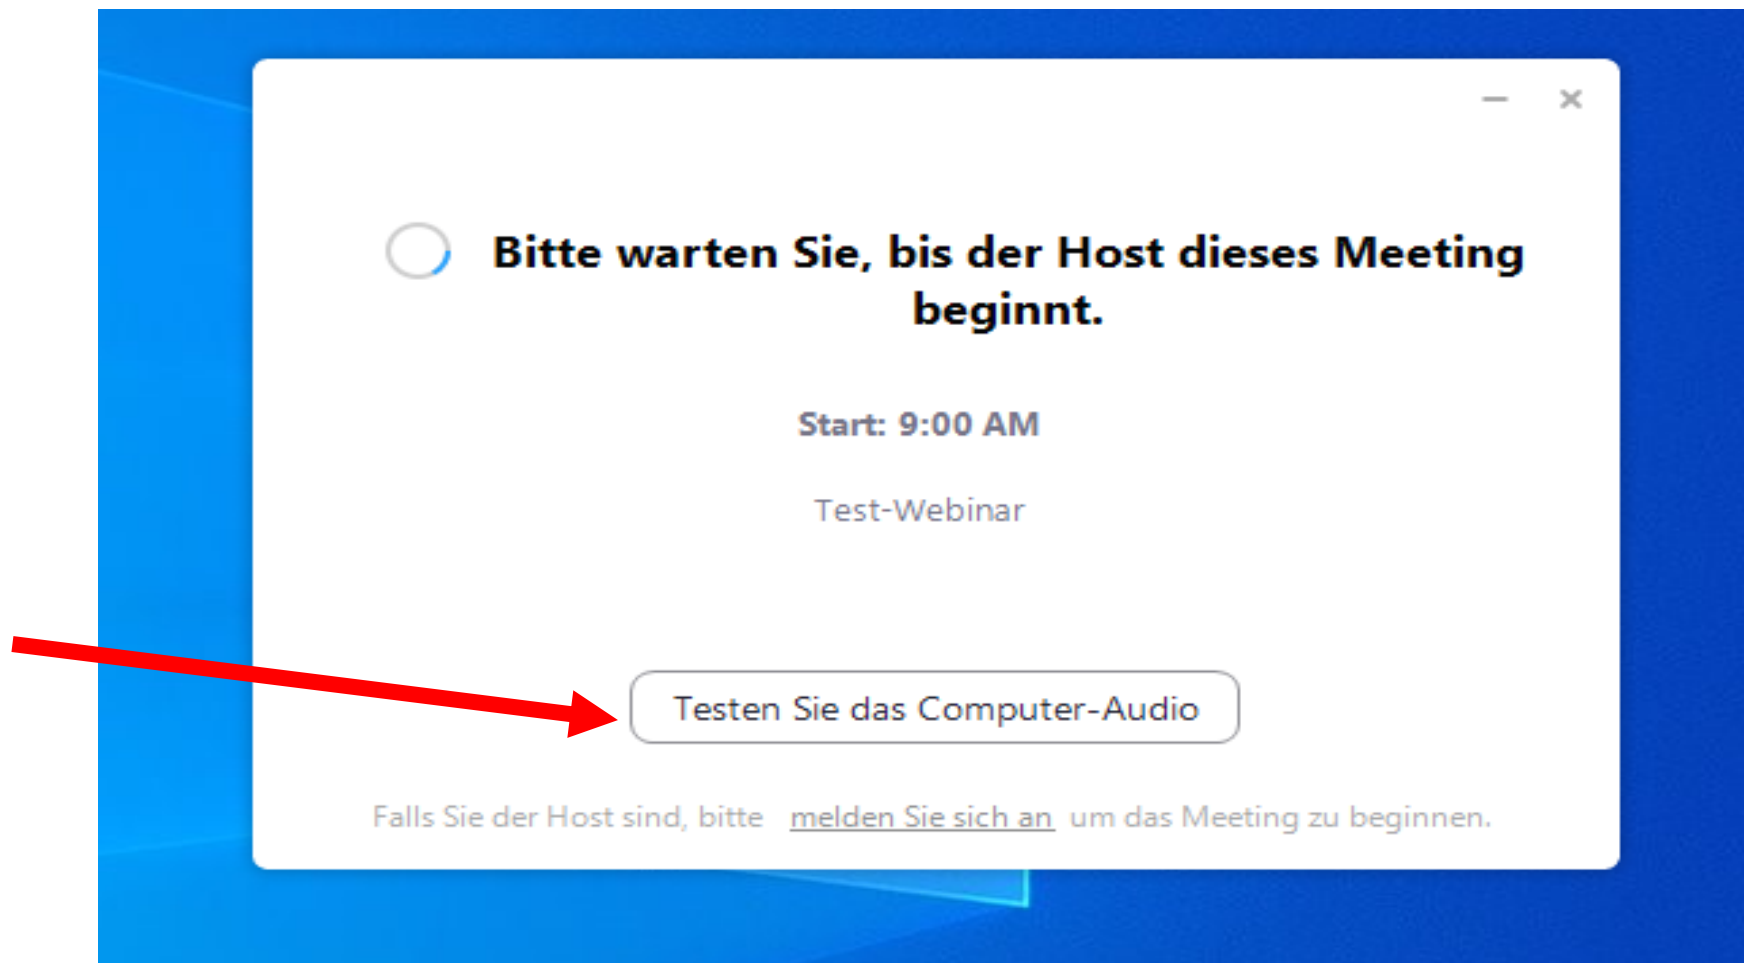 Bitte warten Sie, bis der Host dieses Meeting
beginnt.
Start: 9:00 AM
Test-Webinar
Testen Sie das Computer-Audio
Falls Sie der Host sind, bitte melden Sie sich an um das Meeting zu beginnen.